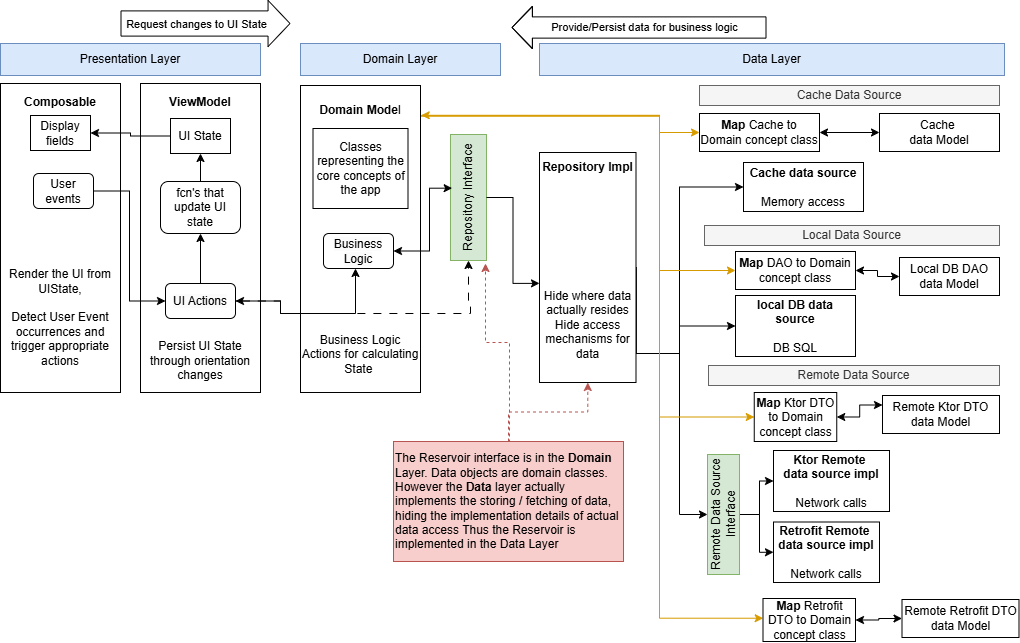 Request changes to UI State
Provide/Persist data for business logic
Presentation Layer
Domain Layer
Data Layer
Composable
Display
fields
User
events
Render the UI from
UIState,
Detect User Event
occurrences and
trigger appropriate
actions
ViewModel
UI State
fcn's that
update UI
state
UI Actions
Persist UI State
through orientation
changes
Domain Model
Classes
representing the
core concepts of
the app
Business
Logic
Business Logic
Actions for calculating
State
Repository Interface
Repository Impl
Hide where data
actually resides
Hide access
mechanisms for
data
The Reservoir interface is in the Domain
Layer. Data objects are domain classes.
However the Data layer actually
implements the storing / fetching of data,
hiding the implementation details of actual
data access Thus the Reservoir is
implemented in the Data Layer
Cache Data Source
Map Cache to
Domain concept class
Cache
data Model
Cache data source
Memory access
Local Data Source
Map DAO to Domain
concept class
Local DB DAO
data Model
local DB data
source
DB SQL
Remote Data Source
Map Ktor DTO
to Domain
concept class
Remote Ktor DTO
data Model
Remote Data Source
Interface
Ktor Remote
data source impl
Network calls
Retrofit Remote
data source impl
Network calls
Map Retrofit
DTO to Domain
concept class
Remote Retrofit DTO
data Model